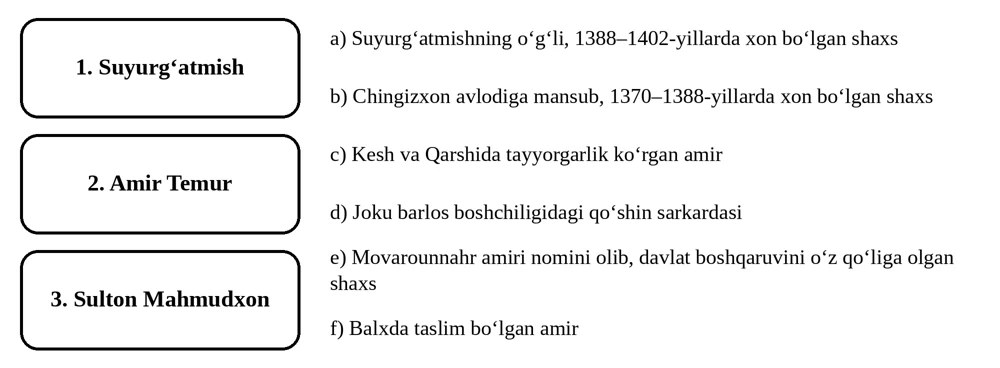 1. Suyurg‘atmish
2. Amir Temur
3. Sulton Mahmudxon
a) Suyurg‘atmishning o‘g‘li, 1388–1402-yillarda xon bo‘lgan shaxs
b) Chingizxon avlodiga mansub, 1370–1388-yillarda xon bo‘lgan shaxs
c) Kesh va Qarshida tayyorgarlik ko‘rgan amir
d) Joku barlos boshchiligidagi qo‘shin sarkardasi
e) Movarounnahr amiri nomini olib, davlat boshqaruvini o‘z qo‘liga olgan
shaxs
f) Balxda taslim bo‘lgan amir